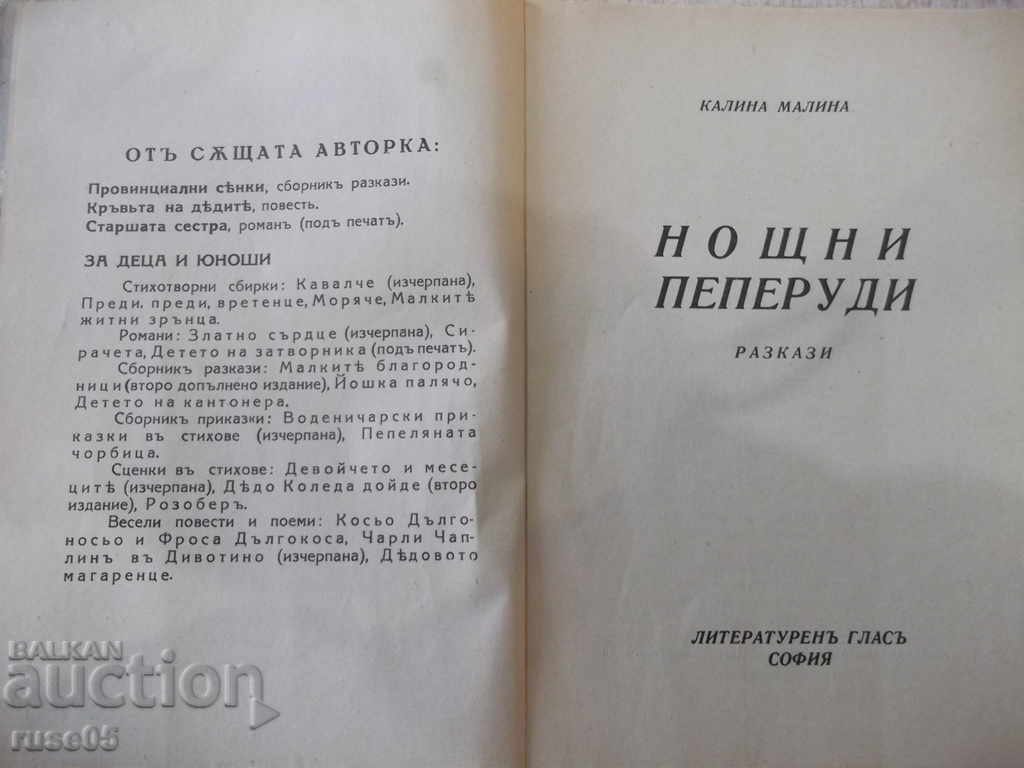 ОТЪ СѪЩАТА АВТОРКА:
Провинциални сѣнки, сборникъ разкази.
Кръвьта на дѣдитѣ, повесть.
Старшата сестра, романъ (подъ печатъ).
ЗА ДЕЦА И ЮНОШИ
Стихотворни сбирки: Кавалче (изчерпана),
Преди, преди, вретенце, Моряче, Малкитѣ
житни зрънца.
Романи: Златно сърдце (изчерпана), Си-
рачета, Детето на затворника (подъ печатъ).
Сборникъ разкази: Малкитѣ благород-
ници (второ допълнено издание), Йошка палячо,
Детето на кантонера.
Сборникъ приказки: Воденичарски при-
казки въ стихове (изчерпана), Пепеляната
чорбица.
Сценки въ стихове: Девойчето и месе-
цитѣ (изчерпана), Дѣдо Коледа дойде (второ
издание), Розоберъ.
Весели повести и поеми: Косьо Дълго-
носьо и Фроса Дългокоса, Чарли Чап-
линъ въ Дивотино (изчерпана), Дѣдовото
магаренце.
КАЛИНА МАЛИНА
НОЩНИ
ПЕПЕРУДИ
РАЗКАЗИ
ЛИТЕРАТУРЕНЪ ГЛАСЪ
СОФИЯ
BALKAN
auction
ruse05